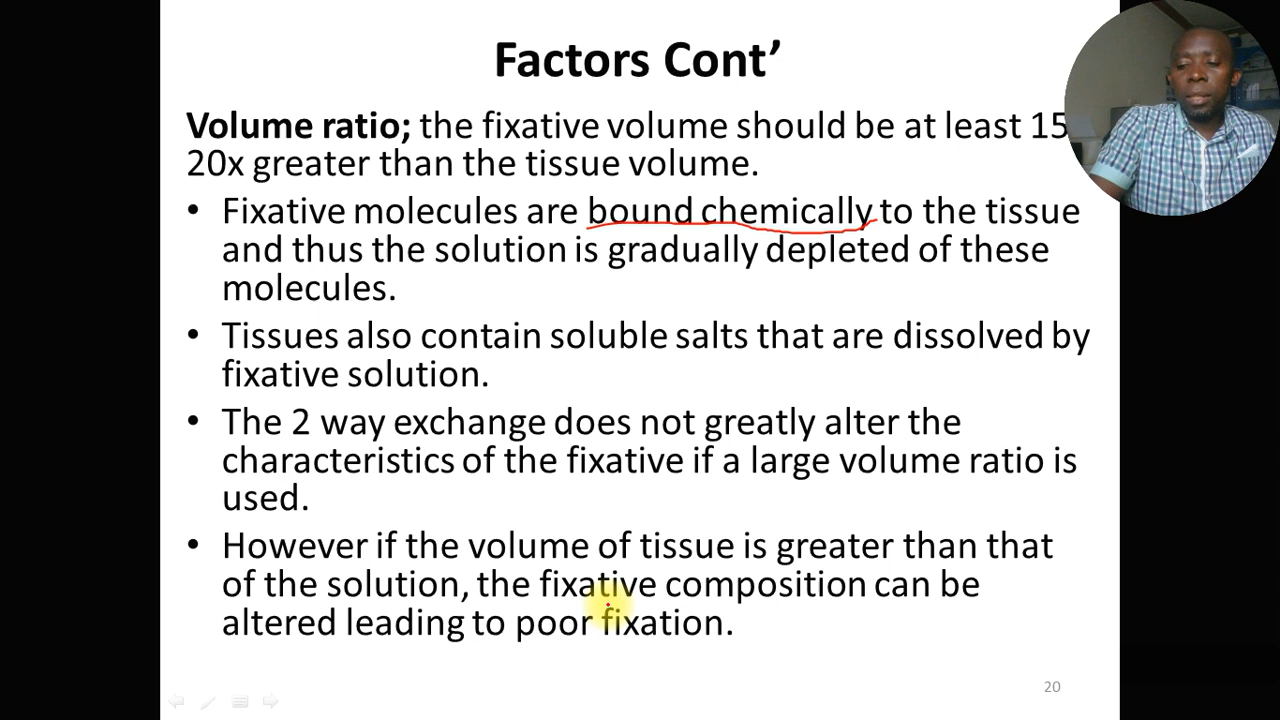 Factors Cont’
Volume ratio; the fixative volume should be at least 15
20x greater than the tissue volume.
• Fixative molecules are bound chemically to the tissue
and thus the solution is gradually depleted of these
molecules.
• Tissues also contain soluble salts that are dissolved by
fixative solution.
• The 2 way exchange does not greatly alter the
characteristics of the fixative if a large volume ratio is
used.
• However if the volume of tissue is greater than that
of the solution, the fixative composition can be
altered leading to poor fixation.
20